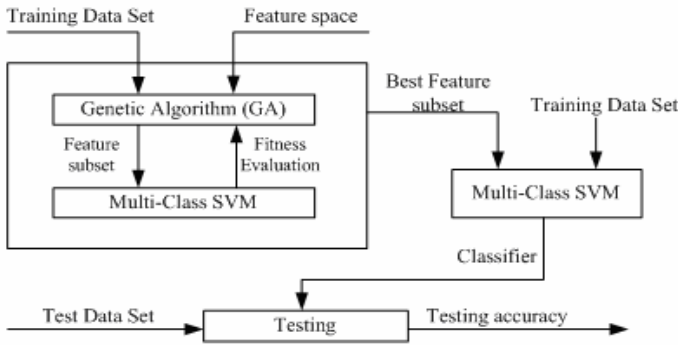 Training Data Set
Feature space
Genetic Algorithm (GA)
Feature
subset
Fitness
Evaluation
Multi-Class SVM
Best Feature
subset
Training Data Set
Multi-Class SVM
Classifier
Test Data Set
Testing
Testing accuracy